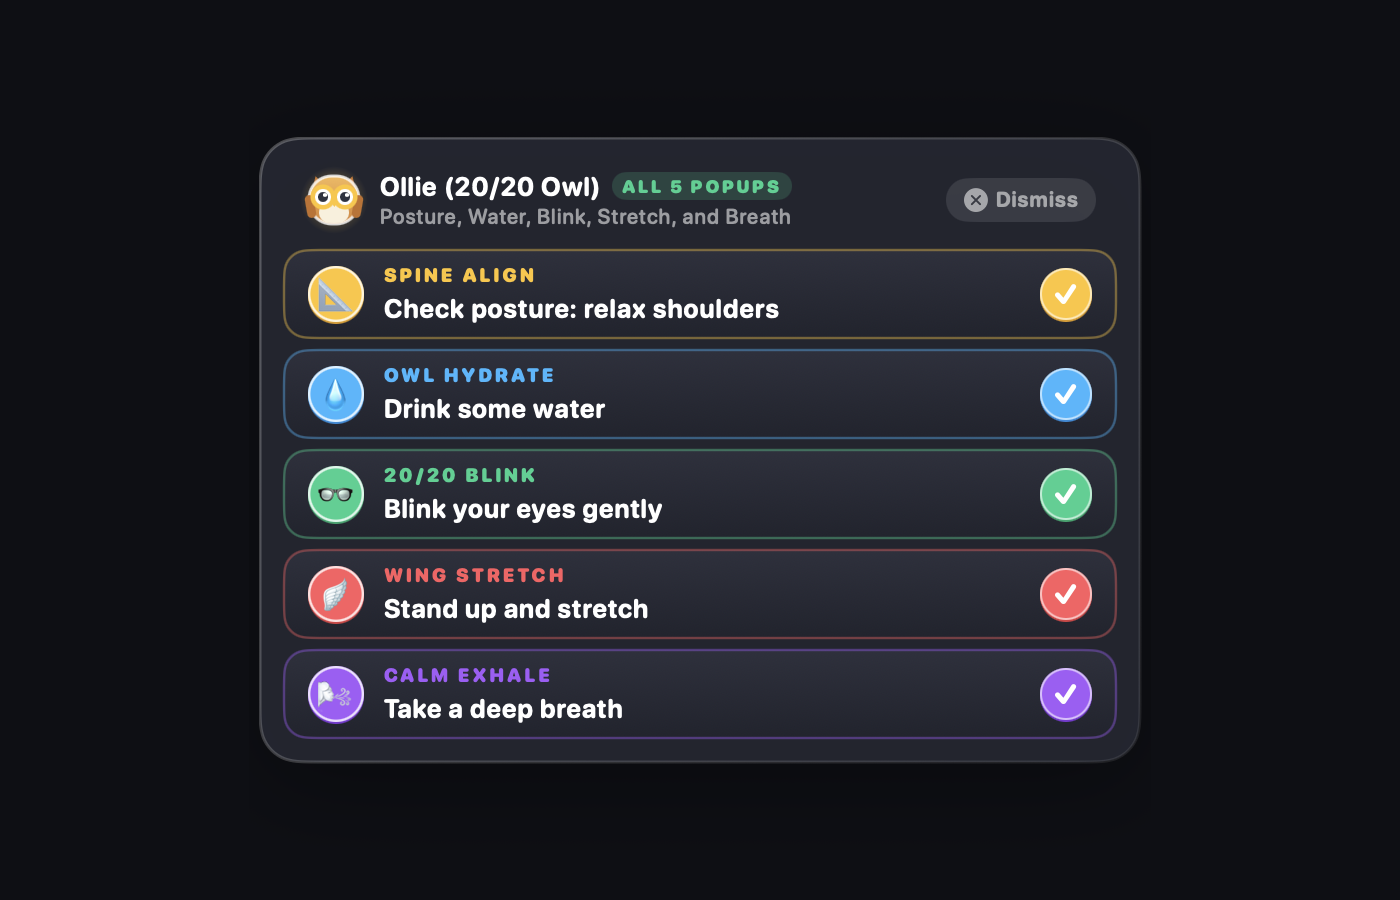 Ollie (20/20 Owl) ALL 5 POPUPS
Posture, Water, Blink, Stretch, and Breath
Dismiss
SPINE ALIGN
Check posture: relax shoulders
OWL HYDRATE
Drink some water
20/20 BLINK
Blink your eyes gently
WING STRETCH
Stand up and stretch
CALM EXHALE
Take a deep breath